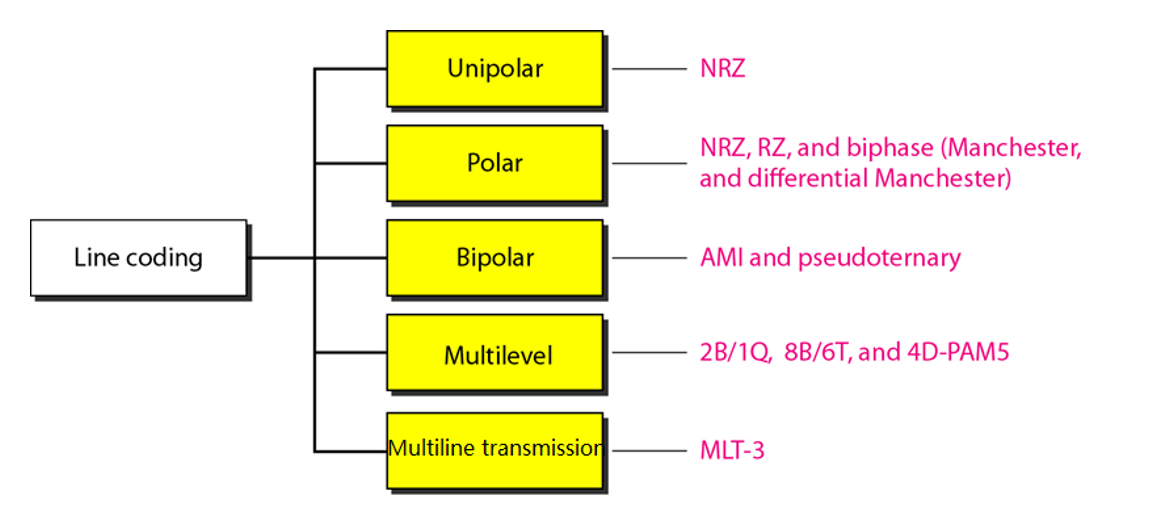 Unipolar
NRZ
Polar
NRZ, RZ, and biphase (Manchester,
and differential Manchester)
Line coding
Bipolar
AMI and pseudoternary
Multilevel
2B/1Q, 8B/6T, and 4D-PAM5
Multiline transmission
MLT-3